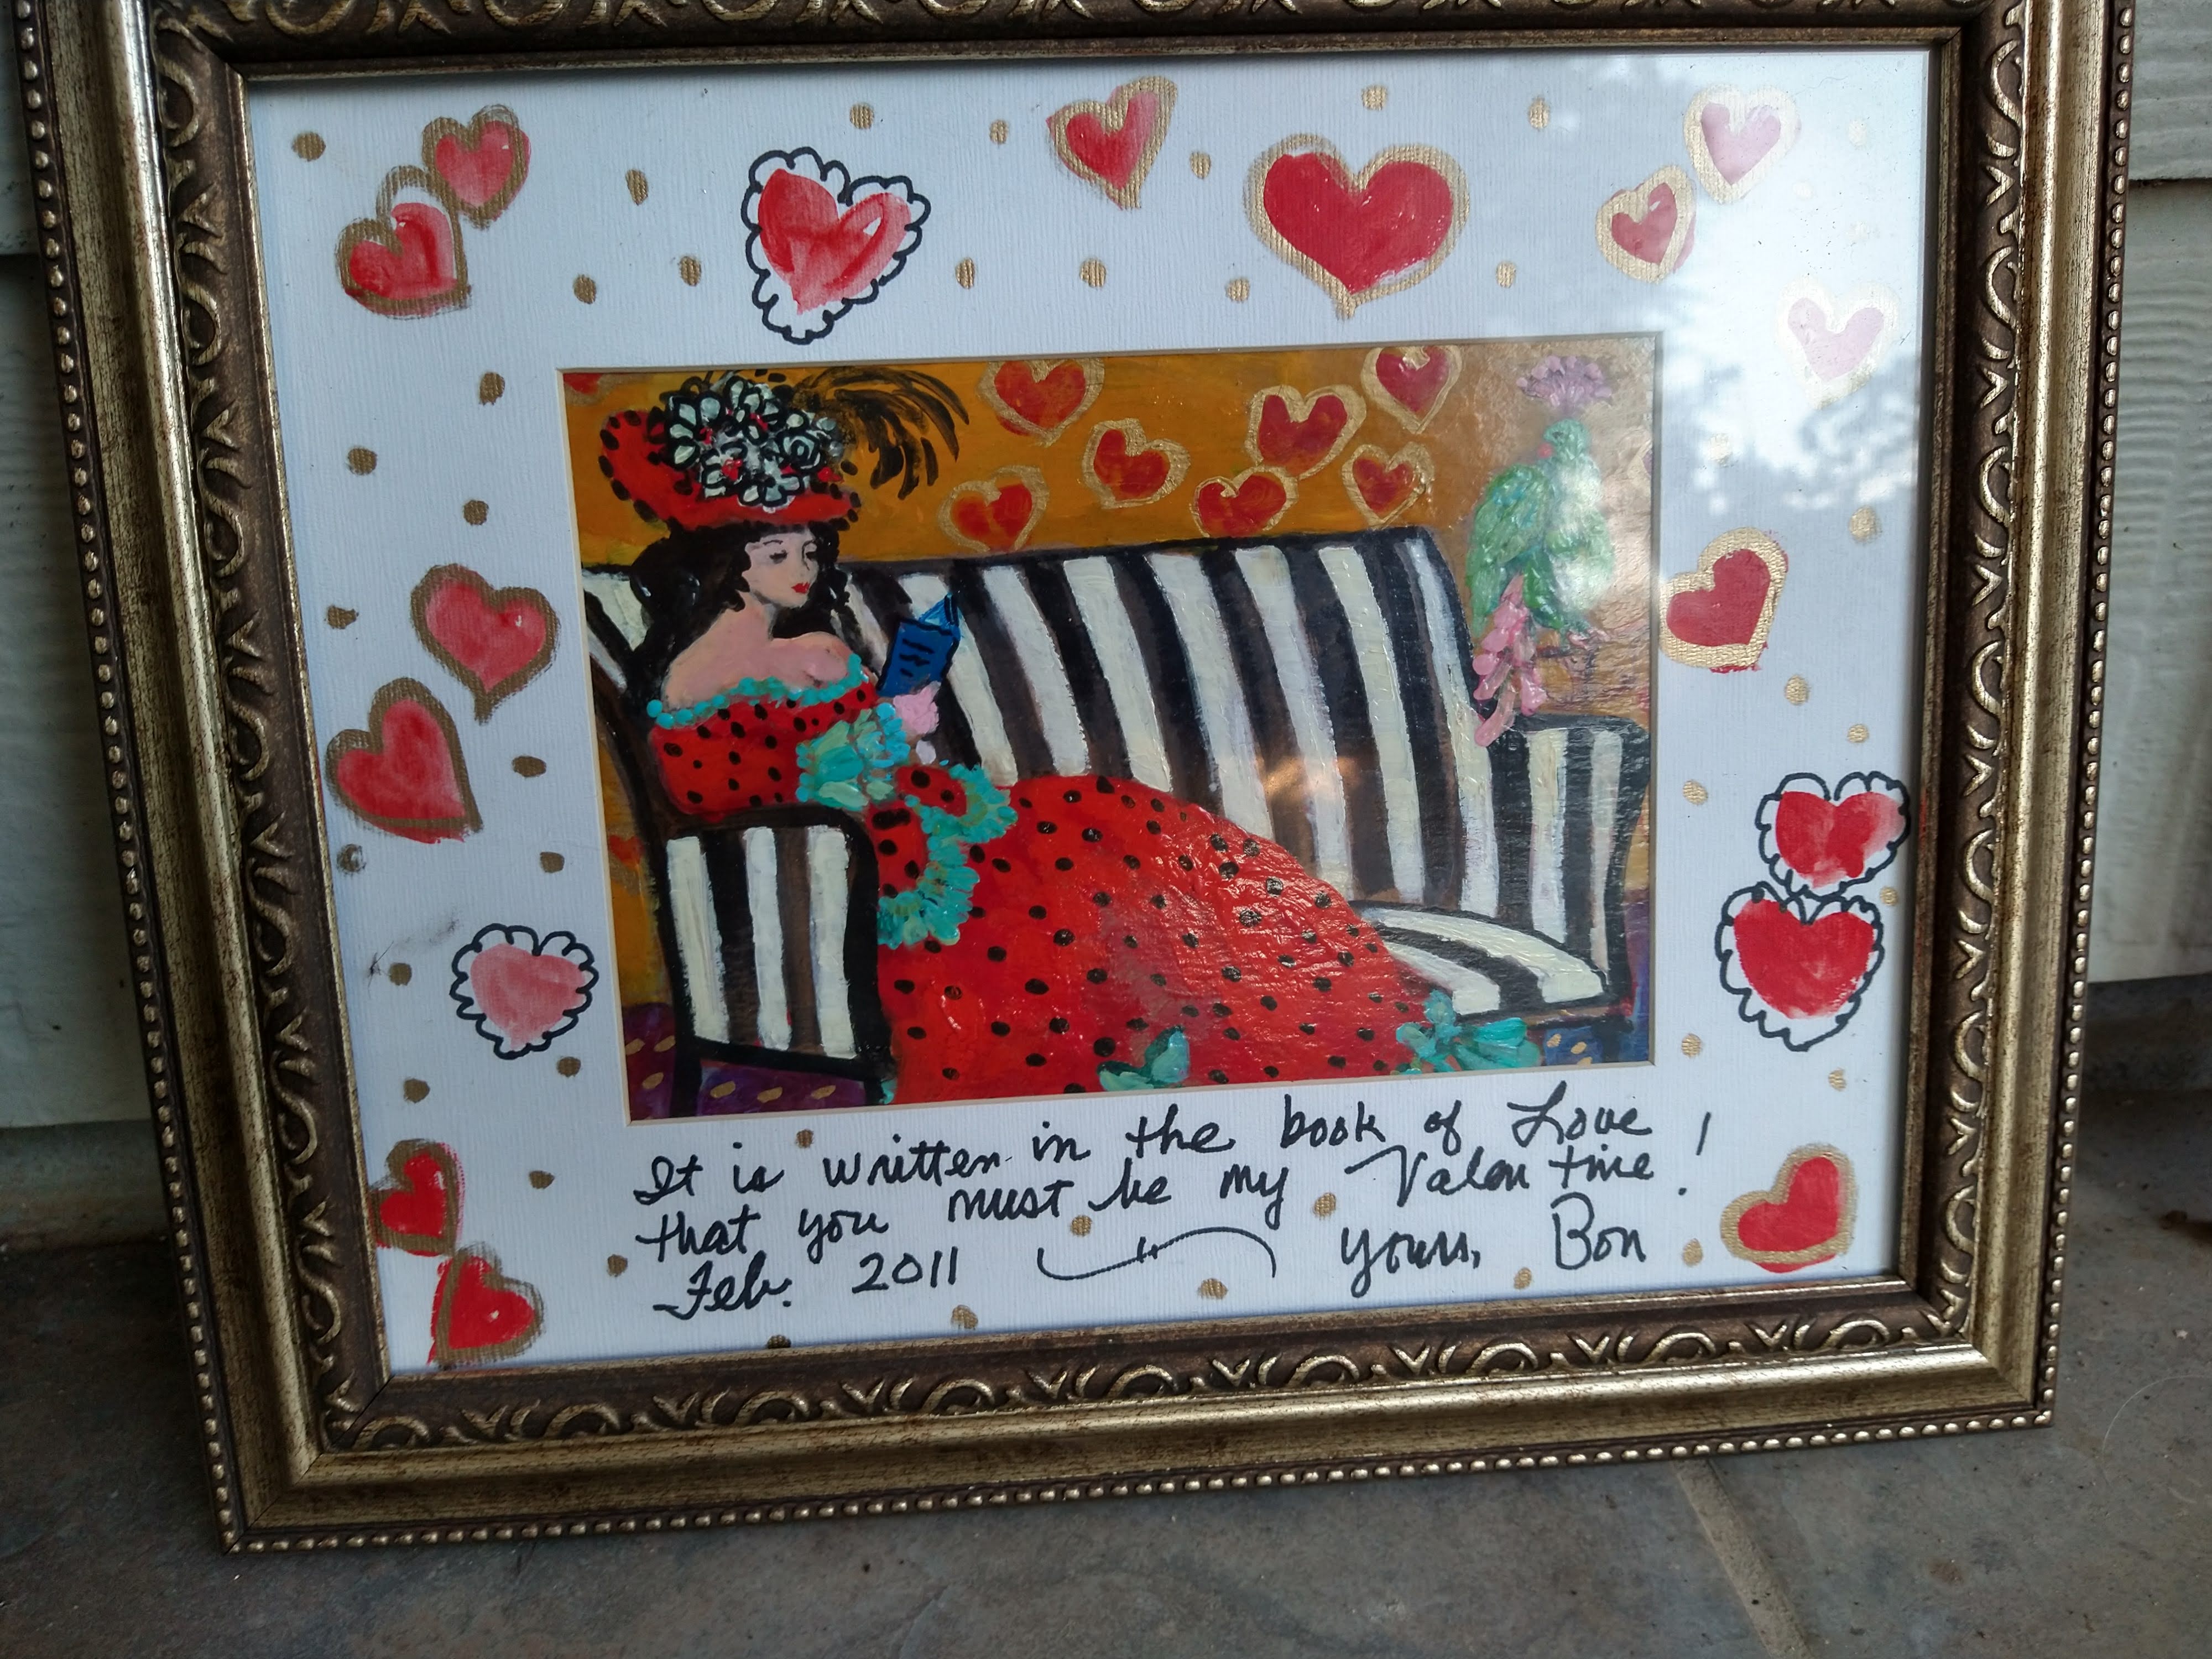 It is written in the book of Love
that you must be my Valentine!
Feb. 2011 yours, Bon